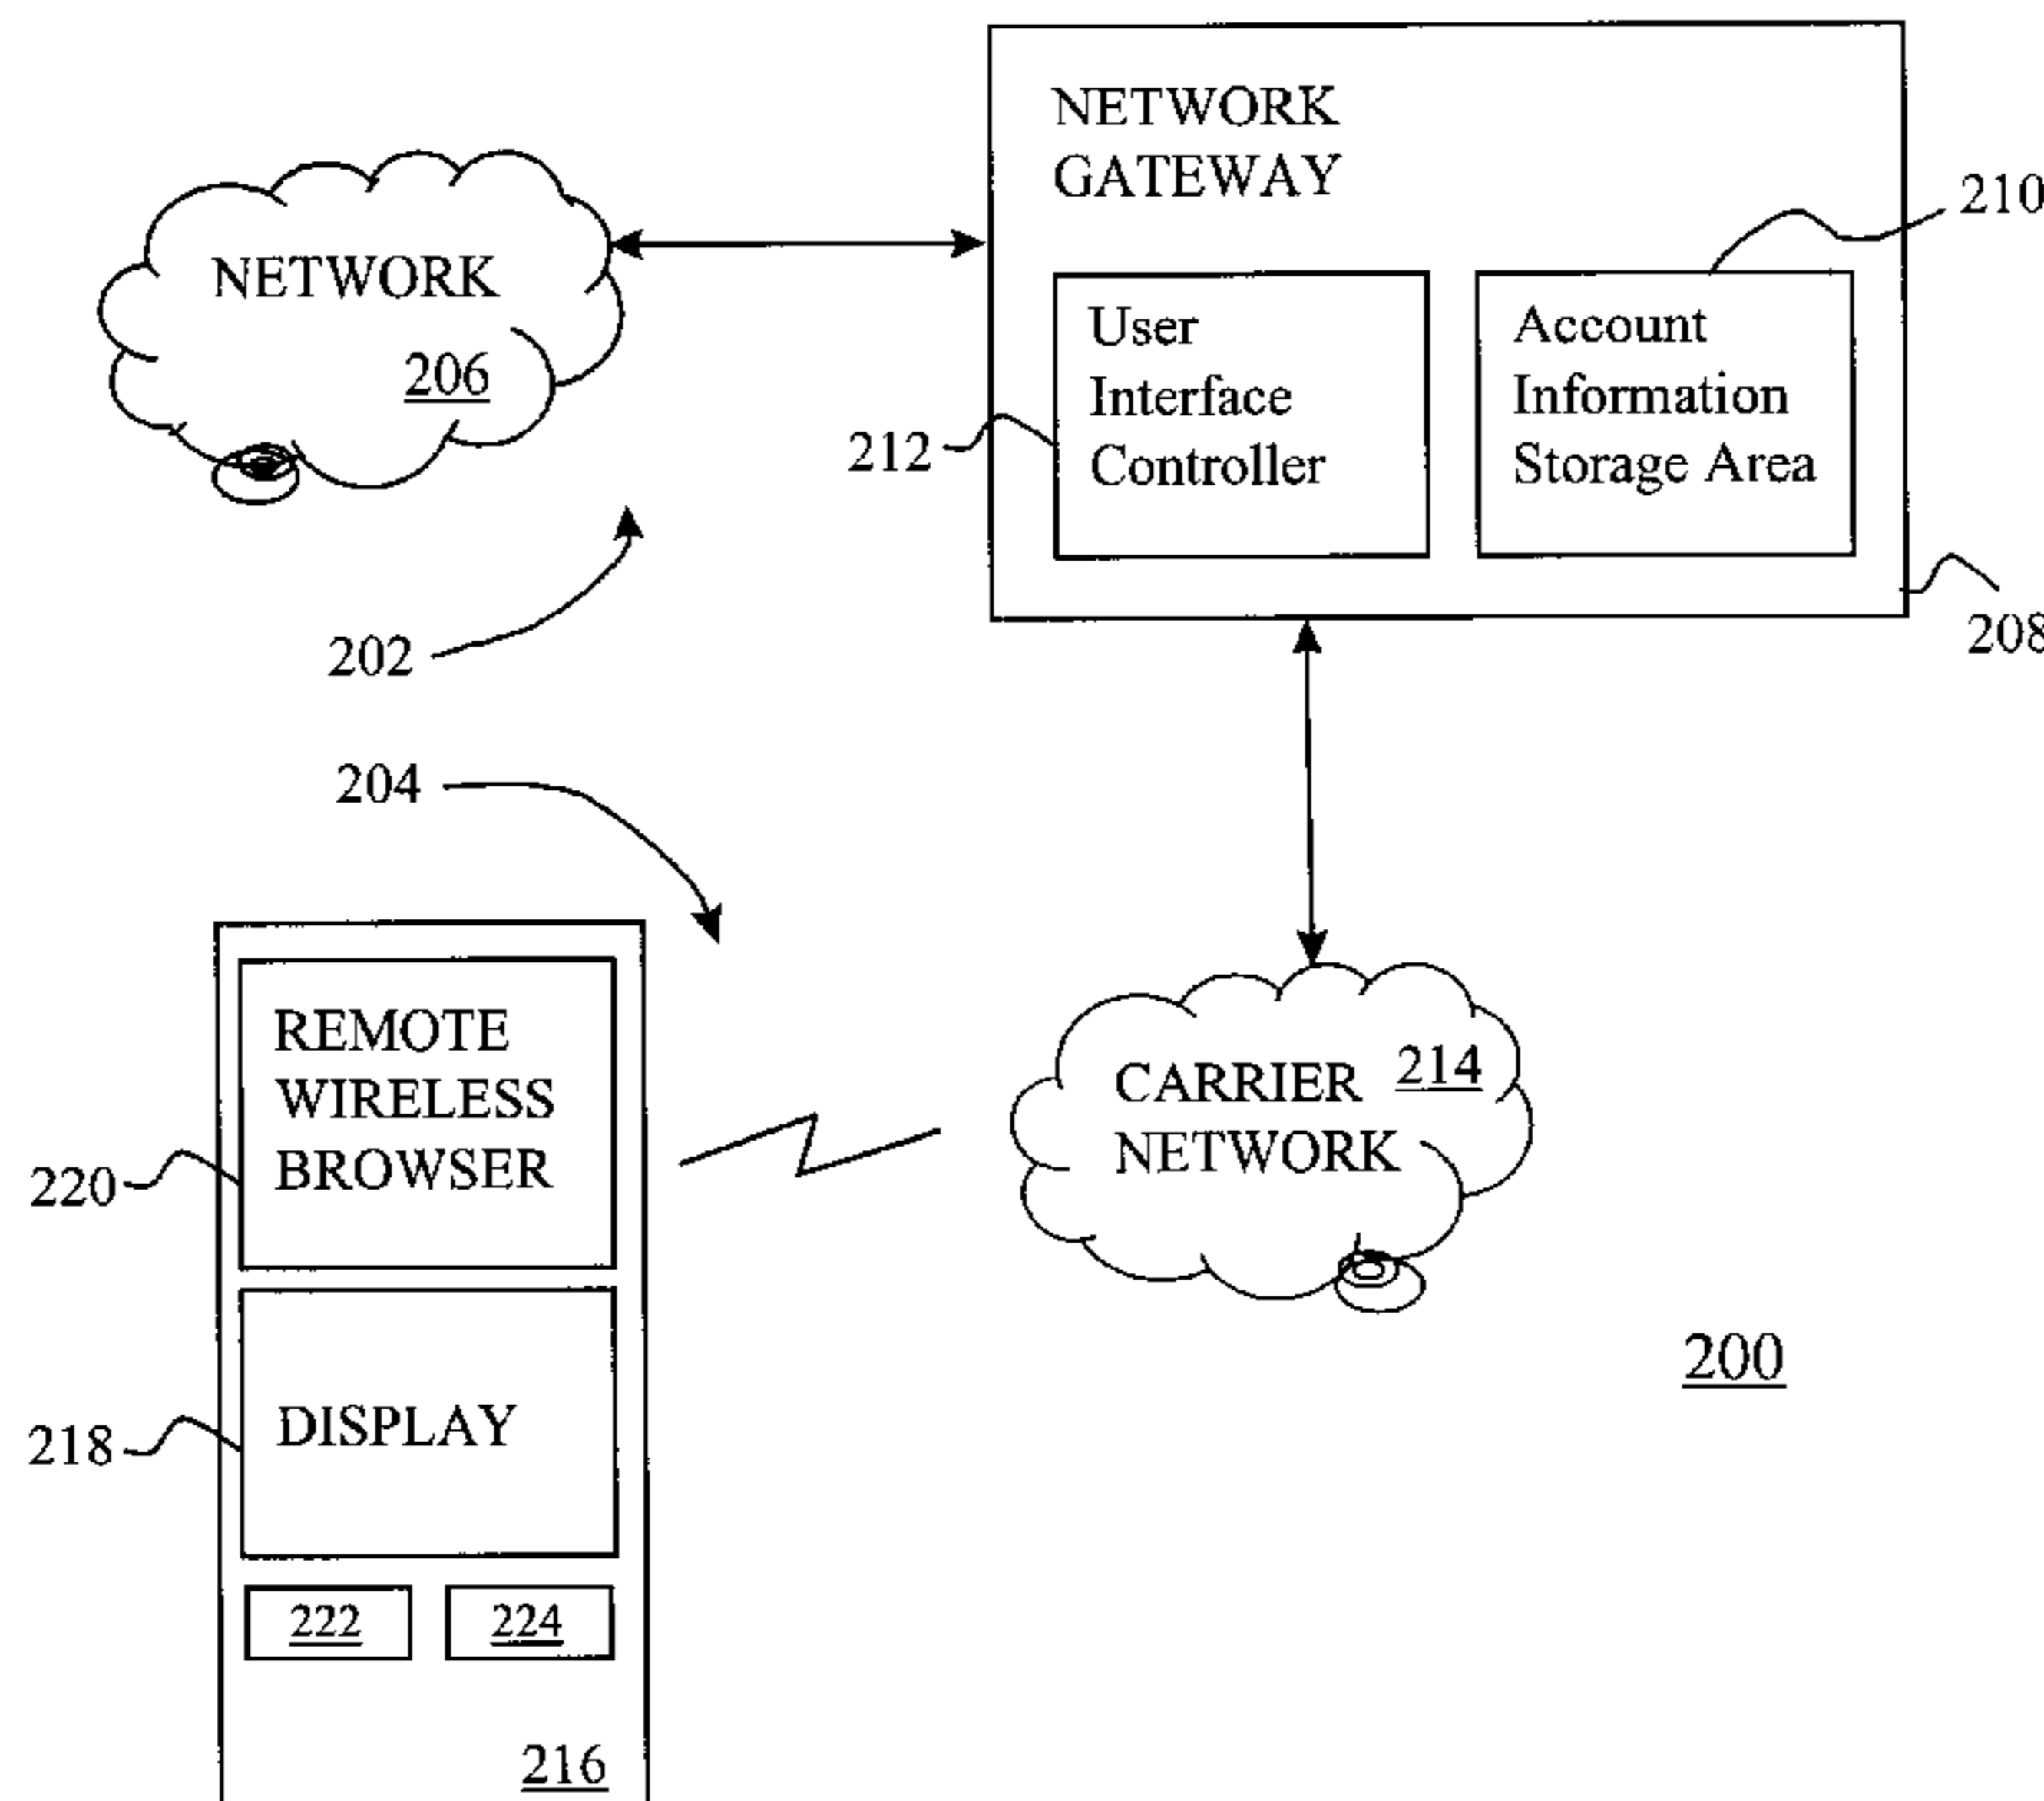 NETWORK
GATEWAY
210
NETWORK
206
User
Interface
Controller
Account
Information
Storage Area
212
208
202
204
REMOTE
WIRELESS
BROWSER
220
CARRIER
NETWORK
214
200
DISPLAY
218
222
224
216